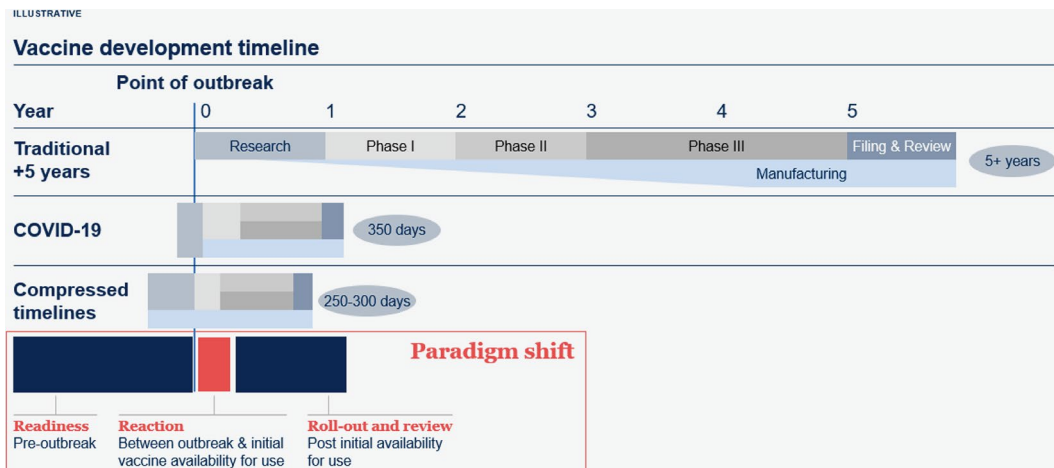 ILLUSTRATIVE
Vaccine development timeline
Point of outbreak
Year 0 1 2 3 4 5
Traditional
+5 years
Research Phase I Phase II Phase III Filing & Review
Manufacturing
5+ years
COVID-19
350 days
Compressed
timelines
250-300 days
Paradigm shift
Readiness
Pre-outbreak
Reaction
Between outbreak & initial
vaccine availability for use
Roll-out and review
Post initial availability
for use